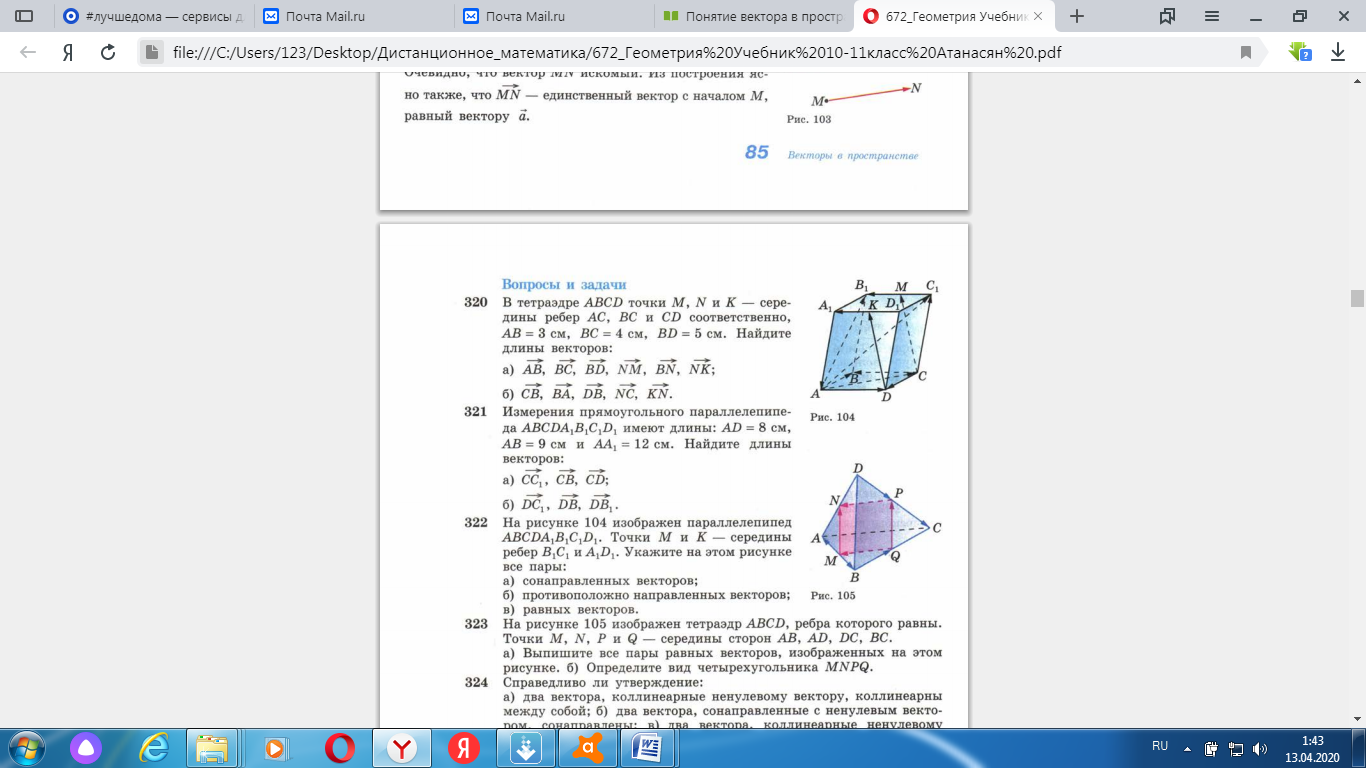 #лучшедома — сервисы д
Почта Mail.ru
Почта Mail.ru
Понятие вектора в простр
672_Геометрия Учебник
file:///C:/Users/123/Desktop/Дистанционное_математика/672_Геометрия%20Учебник%2010-11класс%20Атанасян%20.pdf
Очевидно, что вектор MN искомый. Из построения яс-
но также, что MN — единственный вектор с началом M,
равный вектору a.
M
N
Рис. 103
85 Векторы в пространстве
Вопросы и задачи
320 В тетраэдре ABCD точки M, N и K — сере-
дины ребер AC, BC и CD соответственно,
AB = 3 см, BC = 4 см, BD = 5 см. Найдите
длины векторов:
а) AB, BC, BD, NM, BN, NK;
б) CB, BA, DB, NC, KN.
321 Измерения прямоугольного параллелепипе-
да ABCDA₁B₁C₁D₁ имеют длины: AD = 8 см,
AB = 9 см и AA₁ = 12 см. Найдите длины
векторов:
а) CC₁, CB, CD;
б) DC₁, DB, DB₁.
322 На рисунке 104 изображен параллелепипед
ABCDA₁B₁C₁D₁. Точки M и K — середины
ребер B₁C₁ и A₁D₁. Укажите на этом рисунке
все пары:
а) сонаправленных векторов;
б) противоположно направленных векторов;
в) равных векторов.
323 На рисунке 105 изображен тетраэдр ABCD, ребра которого равны.
Точки M, N, P и Q — середины сторон AB, AD, DC, BC.
а) Выпишите все пары равных векторов, изображенных на этом
рисунке. б) Определите вид четырехугольника MNPQ.
324 Справедливо ли утверждение:
а) два вектора, коллинеарные ненулевому вектору, коллинеарны
между собой; б) два вектора, сонаправленные с ненулевым векто-
ром, сонаправлены; в) два вектора, коллинеарные ненулевому
B₁ M C₁
A₁ K D₁
B C
A D
Рис. 104
D
N P
A C
M Q
B
Рис. 105
RU
1:43
13.04.2020